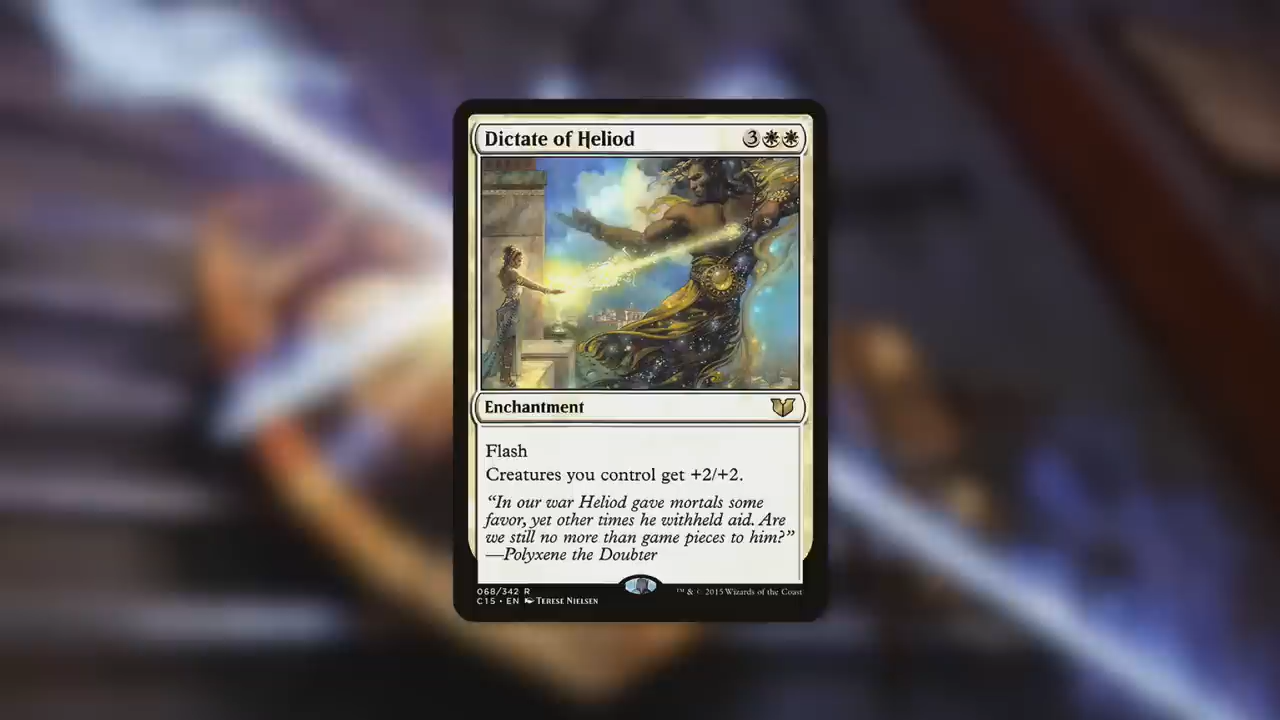 Dictate of Heliod 3
Enchantment
Flash
Creatures you control get +2/+2.
“In our war Heliod gave mortals some
favor, yet other times he withheld aid. Are
we still no more than game pieces to him?”
—Polyxene the Doubter
068/342 R
C15 • EN Terese Nielsen
™ & © 2015 Wizards of the Coast